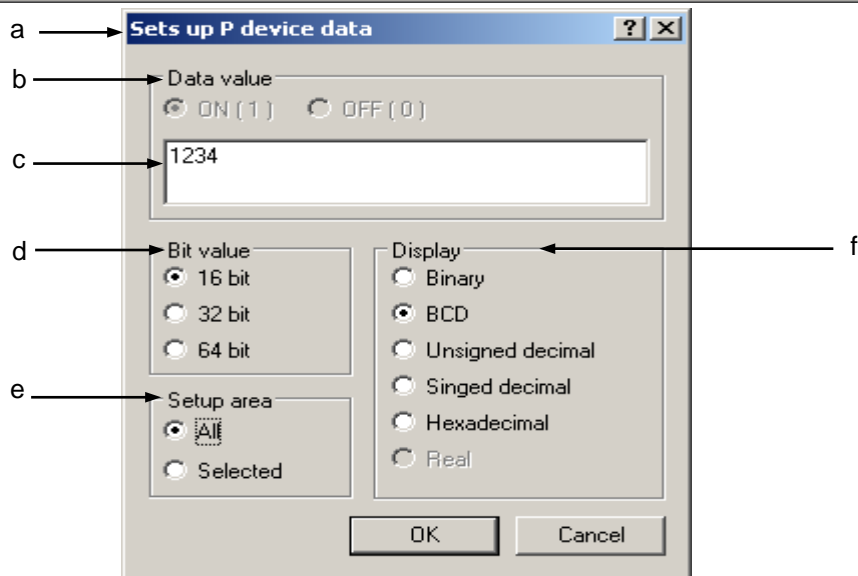 a
Sets up P device data
b
Data value
ON ( 1 ) OFF ( 0 )
c
1234
d
Bit value
16 bit
32 bit
64 bit
e
Setup area
All
Selected
Display
f
Binary
BCD
Unsigned decimal
Singed decimal
Hexadecimal
Real
OK Cancel